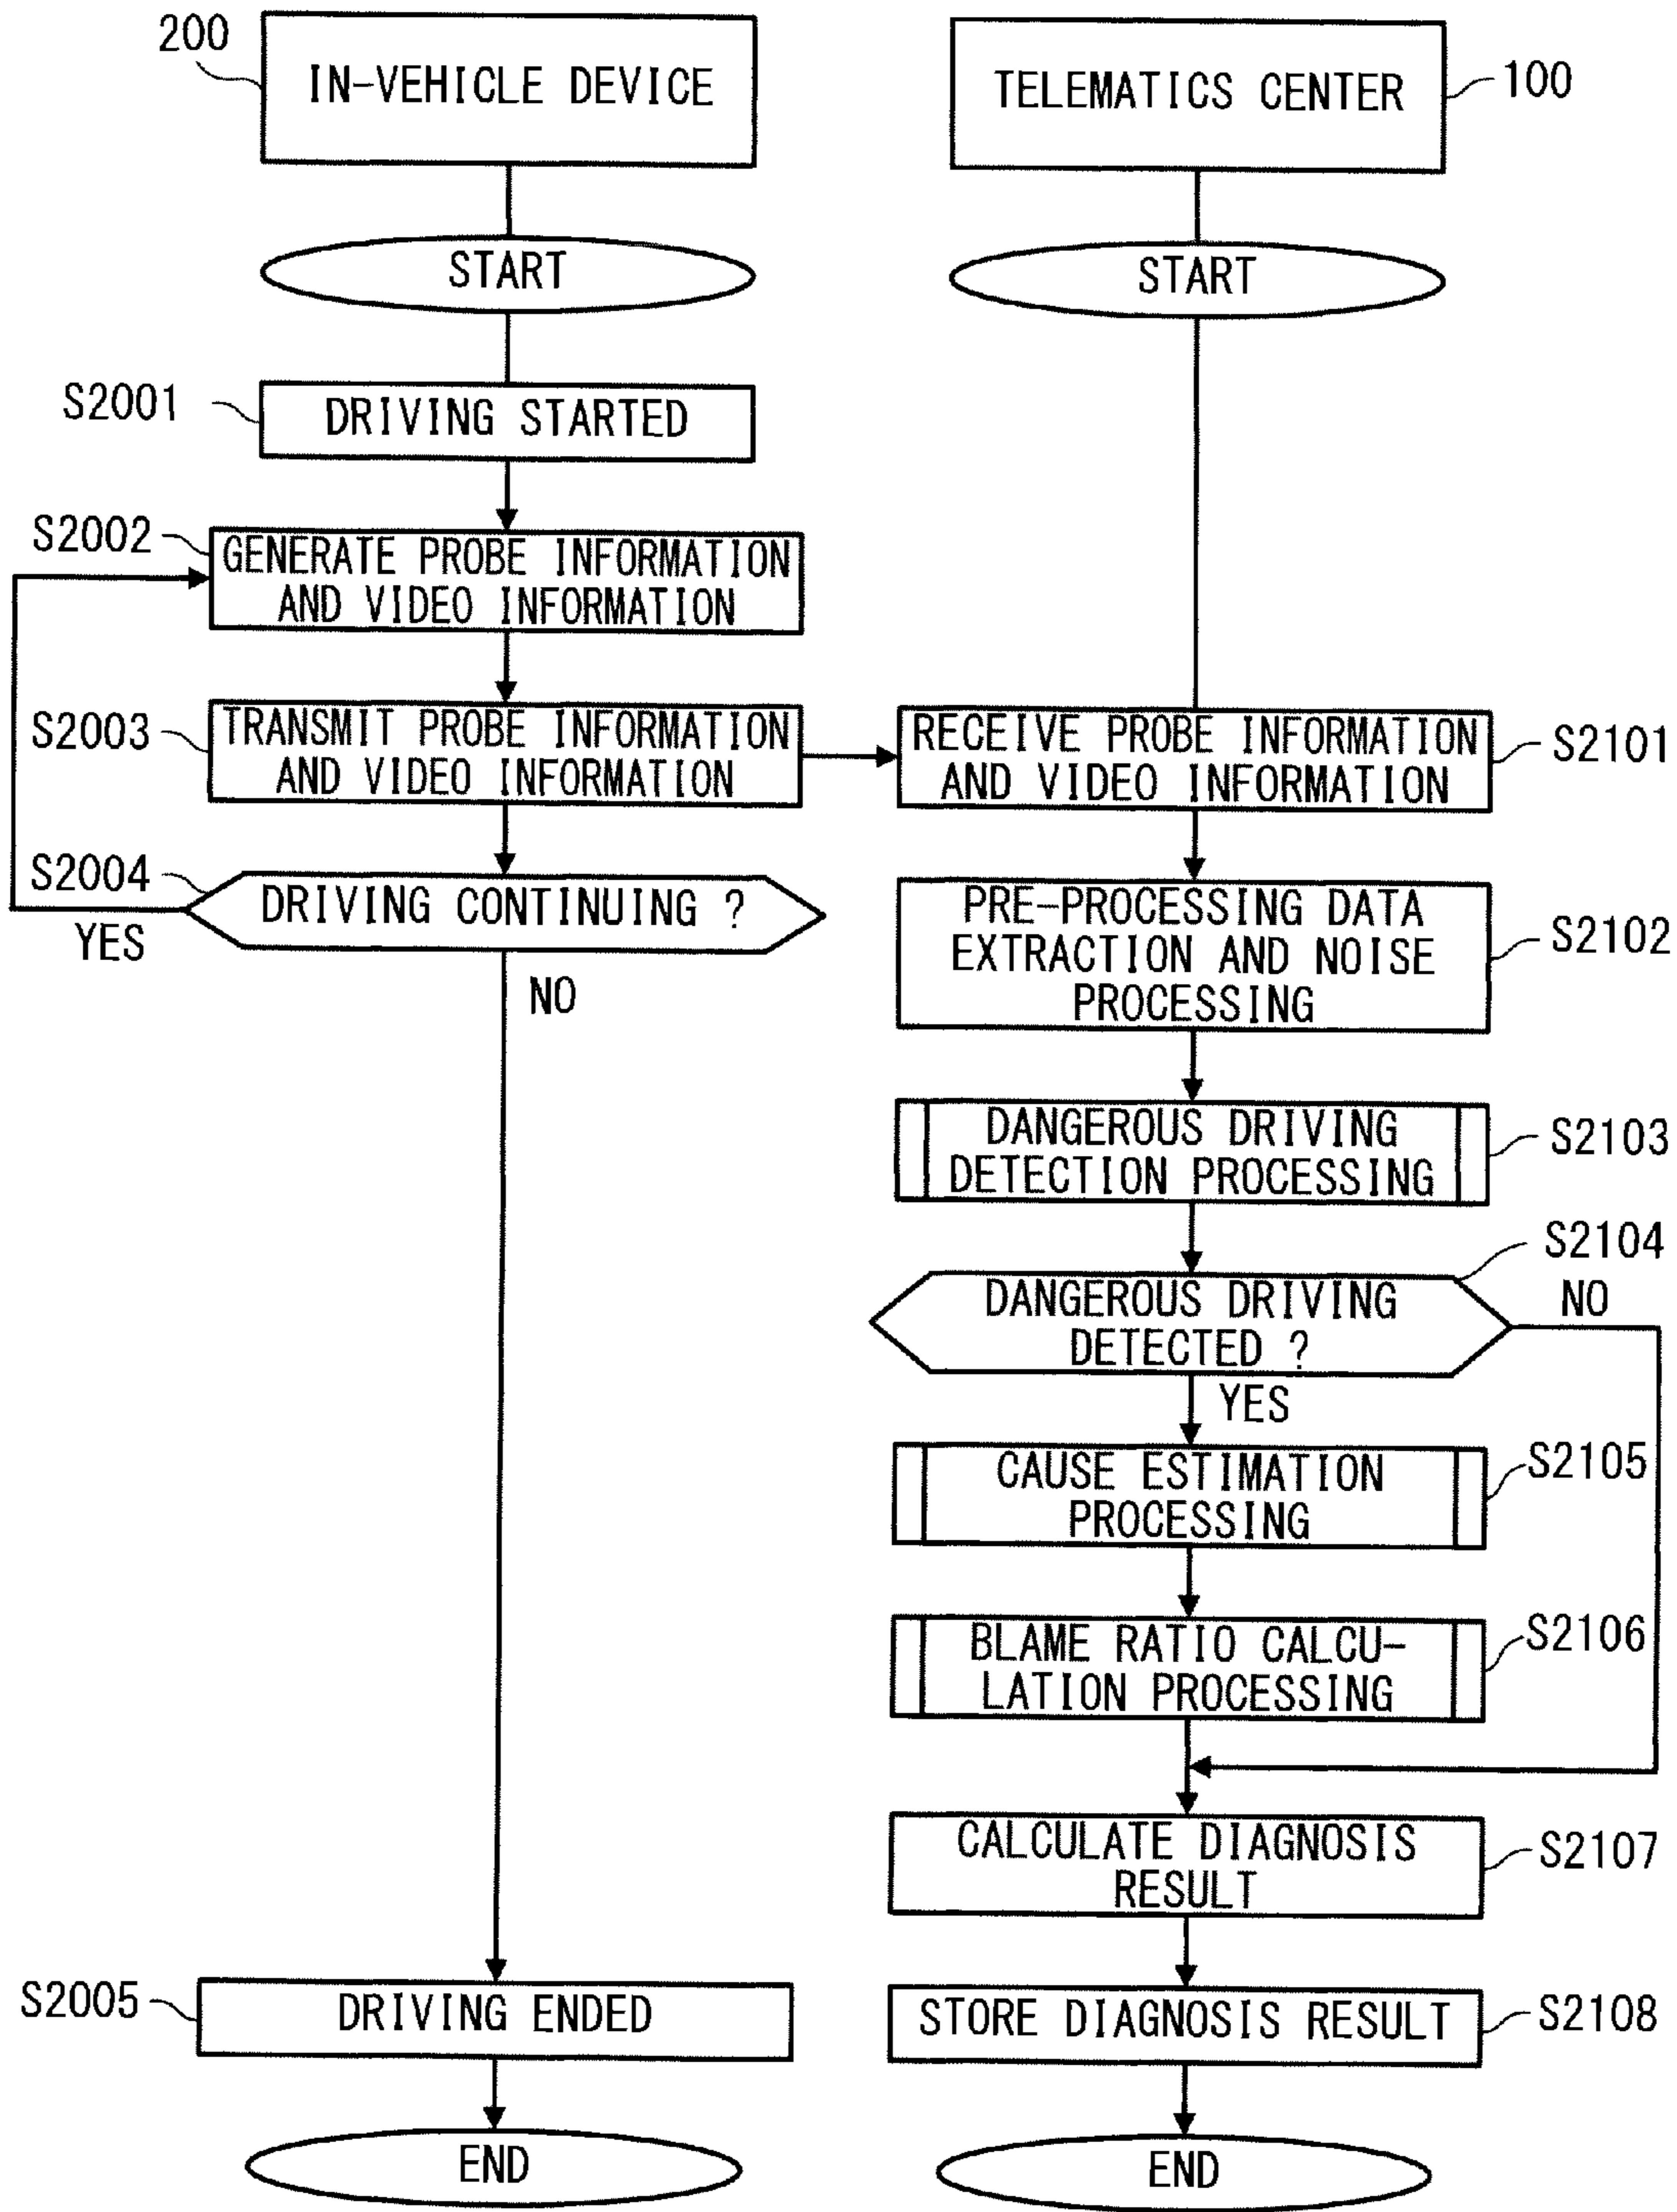 200
IN-VEHICLE DEVICE
TELEMATICS CENTER
100
START
START
S2001
DRIVING STARTED
S2002
GENERATE PROBE INFORMATION
AND VIDEO INFORMATION
S2003
TRANSMIT PROBE INFORMATION
AND VIDEO INFORMATION
RECEIVE PROBE INFORMATION
AND VIDEO INFORMATION
S2101
S2004
DRIVING CONTINUING ?
YES
NO
PRE-PROCESSING DATA
EXTRACTION AND NOISE
PROCESSING
S2102
DANGEROUS DRIVING
DETECTION PROCESSING
S2103
S2104
DANGEROUS DRIVING
DETECTED ?
NO
YES
CAUSE ESTIMATION
PROCESSING
S2105
BLAME RATIO CALCU-
LATION PROCESSING
S2106
CALCULATE DIAGNOSIS
RESULT
S2107
S2005
DRIVING ENDED
STORE DIAGNOSIS RESULT
S2108
END
END